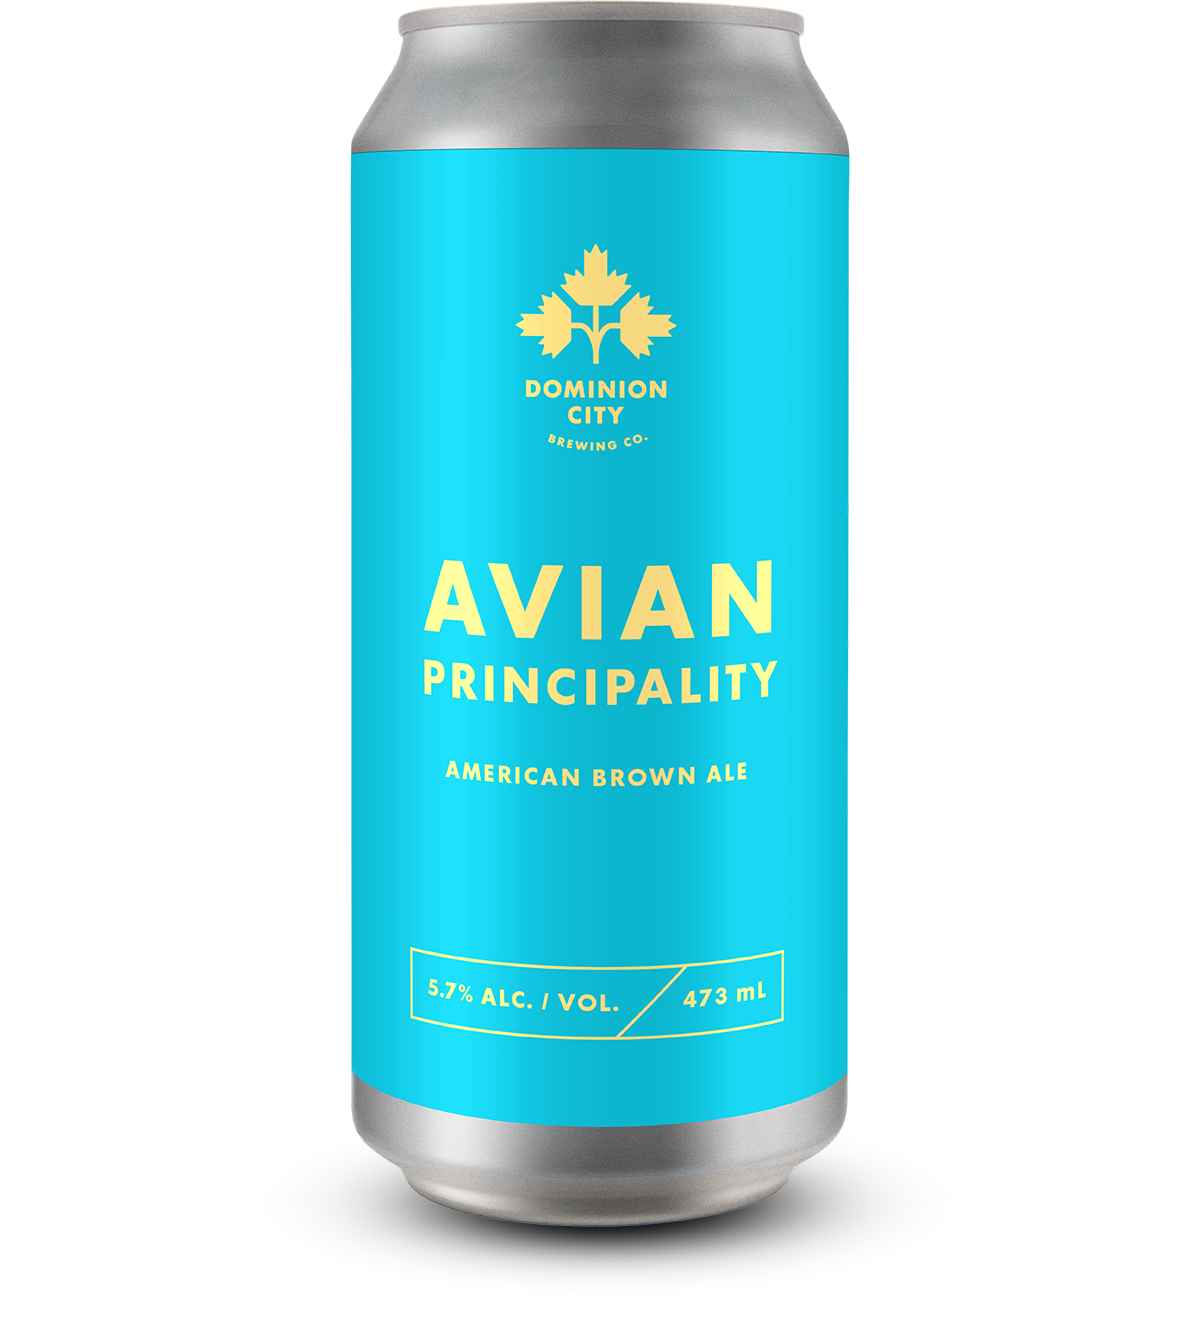 DOMINION
CITY
BREWING CO.
AVIAN
PRINCIPALITY
AMERICAN BROWN ALE
5.7% ALC. / VOL. 473 mL